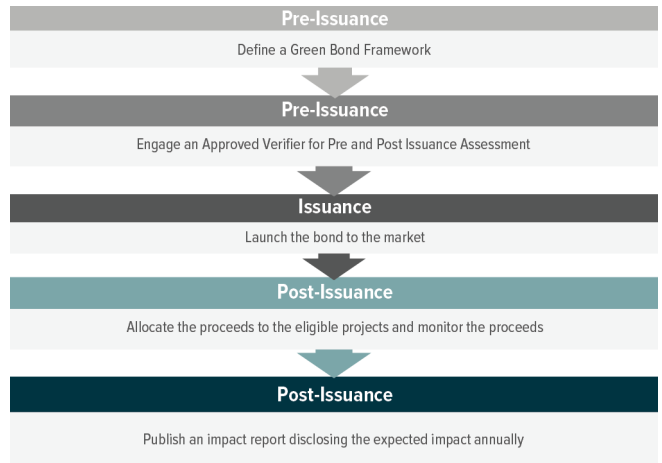 Pre-Issuance
Define a Green Bond Framework
Pre-Issuance
Engage an Approved Verifier for Pre and Post Issuance Assessment
Issuance
Launch the bond to the market
Post-Issuance
Allocate the proceeds to the eligible projects and monitor the proceeds
Post-Issuance
Publish an impact report disclosing the expected impact annually